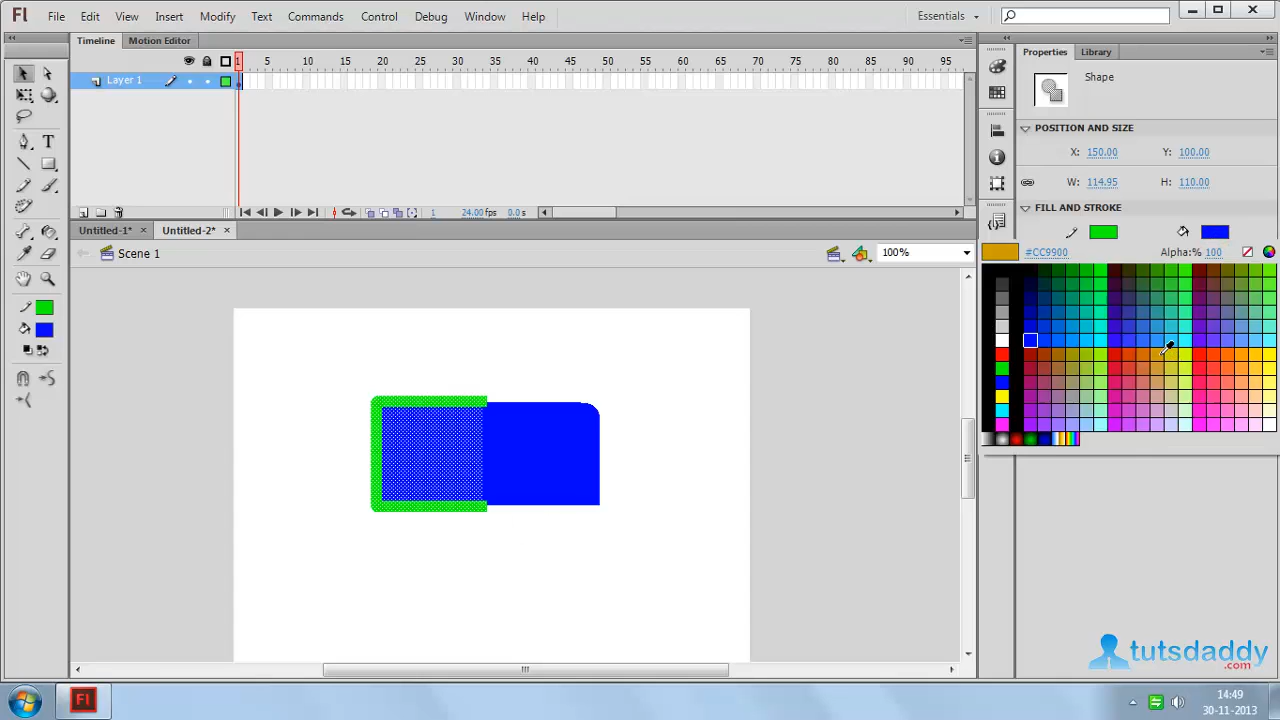 Fl File Edit View Insert Modify Text Commands Control Debug Window Help Essentials
Timeline Motion Editor Properties Library
1 5 10 15 20 25 30 35 40 45 50 55 60 65 70 75 80 85 90 95
Layer 1
Shape
POSITION AND SIZE
X: 150.00 Y: 100.00
W: 114.95 H: 110.00
1 24.00 fps 0.0 s
FILL AND STROKE
Untitled-1* × Untitled-2* ×
Scene 1 100%
#CC9900 Alpha:% 100
tutsdaddy
.com
Fl
14:49
30-11-2013